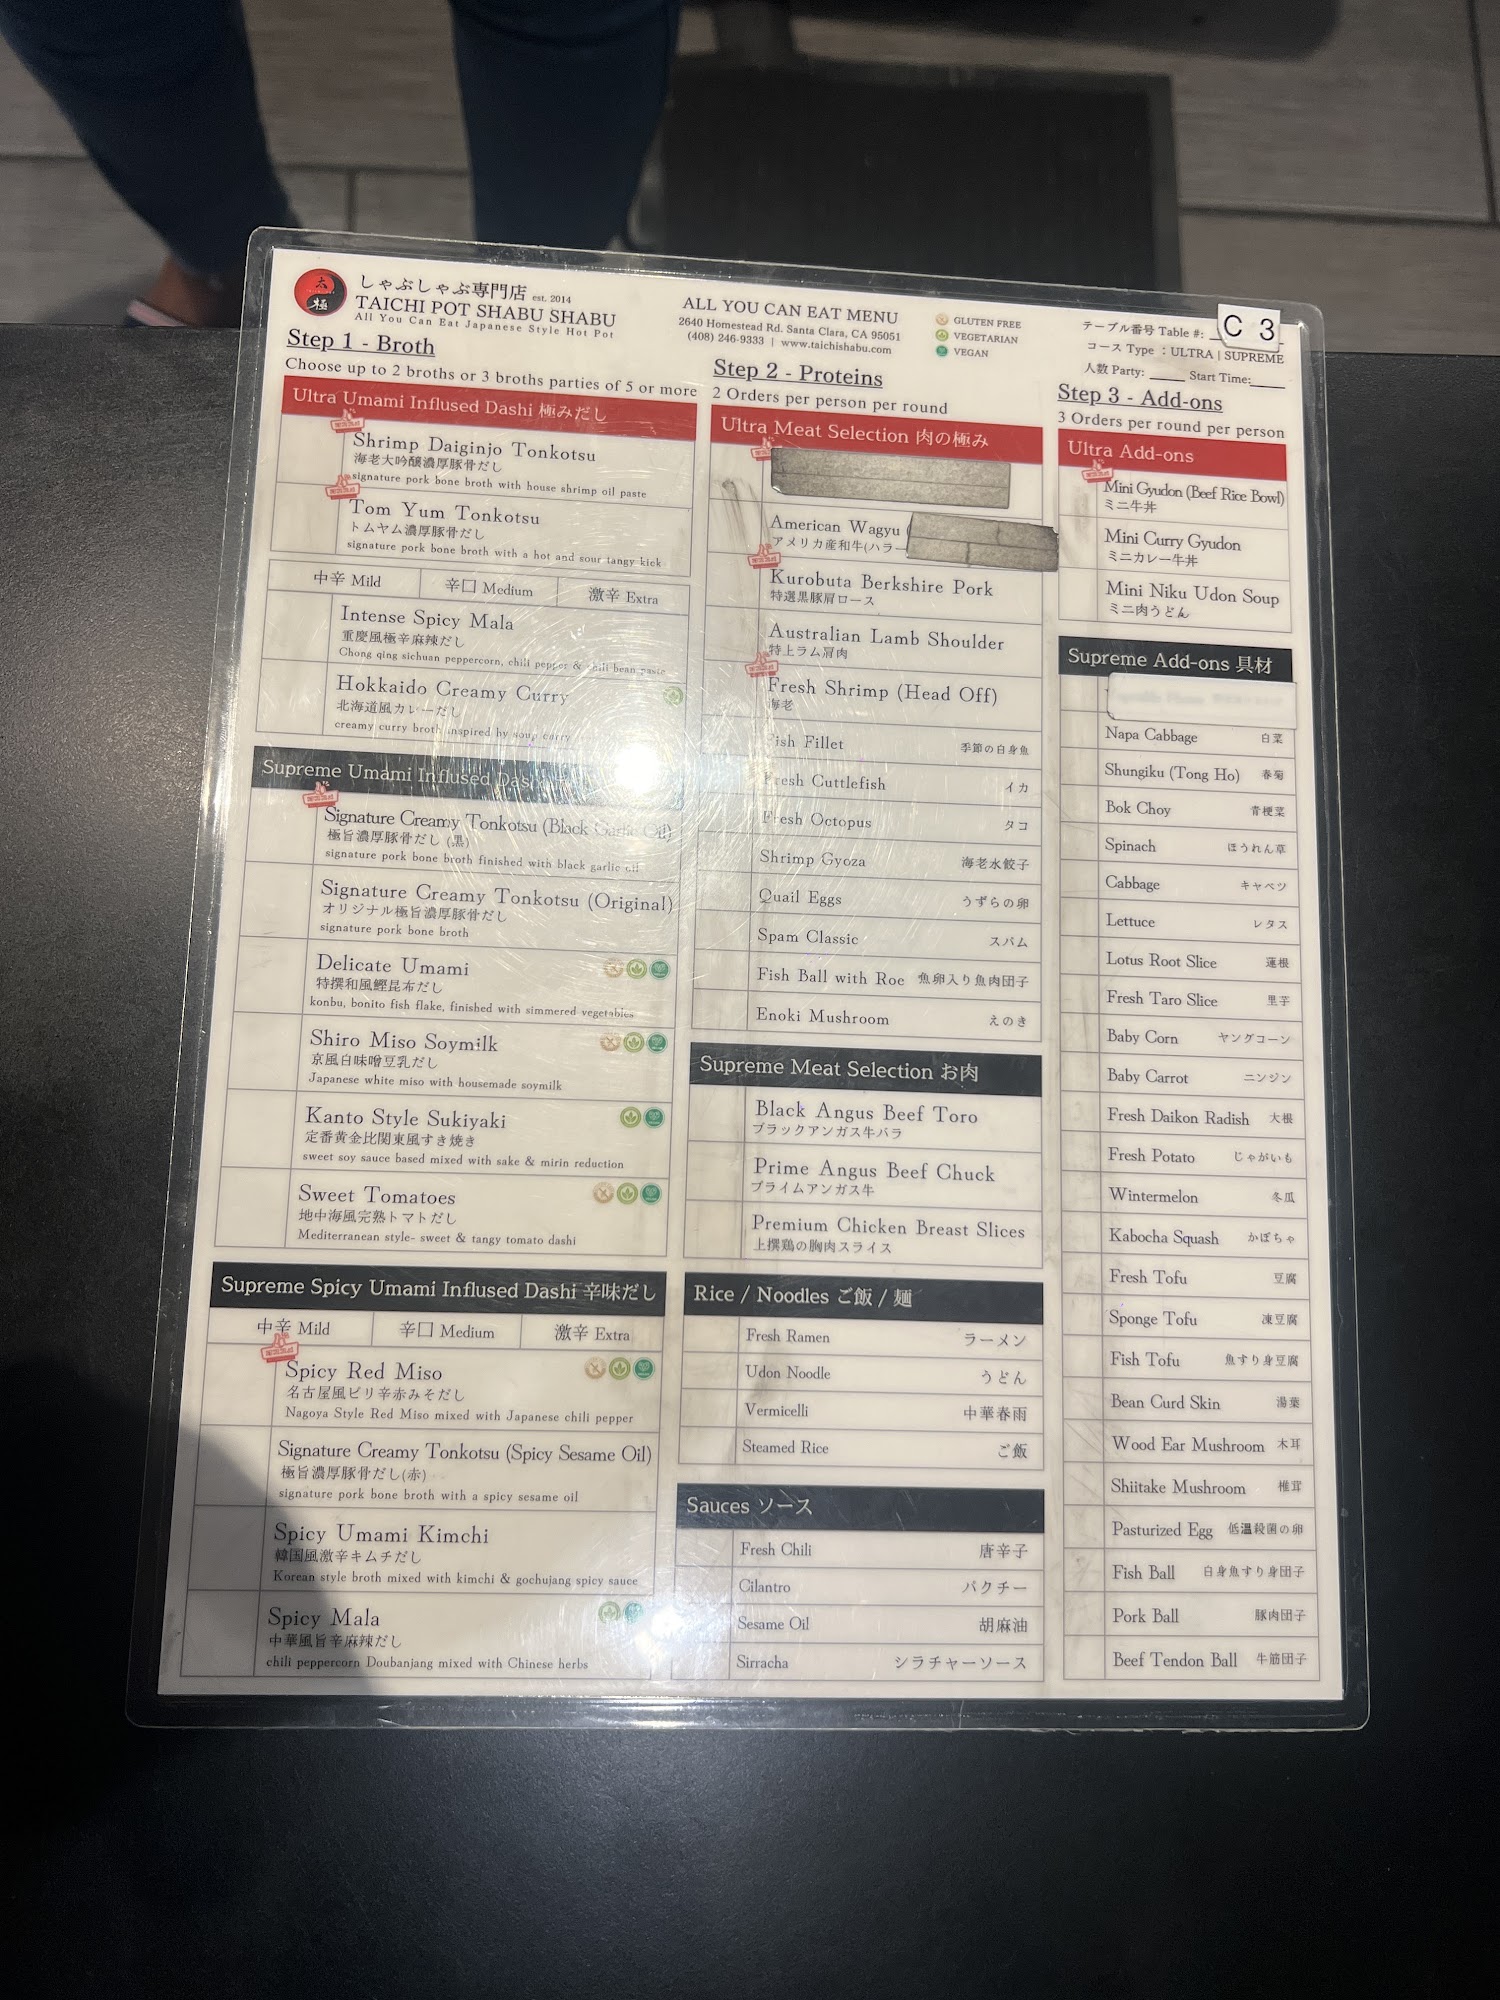 しゃぶしゃぶ専門店 est. 2014
TAICHI POT SHABU SHABU
All You Can Eat Japanese Style Hot Pot
ALL YOU CAN EAT MENU
2640 Homestead Rd. Santa Clara, CA 95051
(408) 246-9333 | www.taichishabu.com
GLUTEN FREE
VEGETARIAN
VEGAN
テーブル番号 Table #: C 3
コース Type : ULTRA | SUPREME
人数 Party: Start Time:
Step 1 - Broth
Choose up to 2 broths or 3 broths parties of 5 or more
Ultra Umami Inflused Dashi 極みだし
Shrimp Daiginjo Tonkotsu
海老大吟醸濃厚豚骨だし
signature pork bone broth with house shrimp oil paste
Tom Yum Tonkotsu
トムヤム濃厚豚骨だし
signature pork bone broth with a hot and sour tangy kick
中辛 Mild 辛口 Medium 激辛 Extra
Intense Spicy Mala
重慶風極辛麻辣だし
Chong qing sichuan peppercorn, chili pepper & chili bean paste
Hokkaido Creamy Curry
北海道風カレーだし
creamy curry broth inspired by soup curry
Supreme Umami Inflused
Signature Creamy Tonkotsu (Black Garlic Oil)
極旨濃厚豚骨だし (黒)
signature pork bone broth finished with black garlic oil
Signature Creamy Tonkotsu (Original)
オリジナル極旨濃厚豚骨だし
signature pork bone broth
Delicate Umami
特撰和風鰹昆布だし
konbu, bonito fish flake, finished with simmered vegetables
Shiro Miso Soymilk
京風白味噌豆乳だし
Japanese white miso with housemade soymilk
Kanto Style Sukiyaki
定番黄金比関東風すき焼き
sweet soy sauce based mixed with sake & mirin reduction
Sweet Tomatoes
地中海風完熟トマトだし
Mediterranean style- sweet & tangy tomato dashi
Supreme Spicy Umami Inflused Dashi 辛味だし
中辛 Mild 辛口 Medium 激辛 Extra
Spicy Red Miso
名古屋風ピリ辛赤みそだし
Nagoya Style Red Miso mixed with Japanese chili pepper
Signature Creamy Tonkotsu (Spicy Sesame Oil)
極旨濃厚豚骨だし(赤)
signature pork bone broth with a spicy sesame oil
Spicy Umami Kimchi
韓国風激辛キムチだし
Korean style broth mixed with kimchi & gochujang spicy sauce
Spicy Mala
中華風旨辛麻辣だし
chili peppercorn Doubanjang mixed with Chinese herbs
Step 2 - Proteins
2 Orders per person per round
Ultra Meat Selection 肉の極み
American Wagyu (
アメリカ産和牛(ハラー
Kurobuta Berkshire Pork
特選黒豚肩ロース
Australian Lamb Shoulder
特上ラム肩肉
Fresh Shrimp (Head Off)
海老
Fish Fillet 季節の白身魚
Fresh Cuttlefish イカ
Fresh Octopus タコ
Shrimp Gyoza 海老水餃子
Quail Eggs うずらの卵
Spam Classic スパム
Fish Ball with Roe 魚卵入り魚肉団子
Enoki Mushroom えのき
Supreme Meat Selection お肉
Black Angus Beef Toro
ブラックアンガス牛バラ
Prime Angus Beef Chuck
プライムアンガス牛
Premium Chicken Breast Slices
上撰鶏の胸肉スライス
Rice / Noodles ご飯 / 麺
Fresh Ramen ラーメン
Udon Noodle うどん
Vermicelli 中華春雨
Steamed Rice ご飯
Sauces ソース
Fresh Chili 唐辛子
Cilantro パクチー
Sesame Oil 胡麻油
Sirracha シラチャーソース
Step 3 - Add-ons
3 Orders per round per person
Ultra Add-ons
Mini Gyudon (Beef Rice Bowl)
ミニ牛丼
Mini Curry Gyudon
ミニカレー牛丼
Mini Niku Udon Soup
ミニ肉うどん
Supreme Add-ons 具材
Napa Cabbage 白菜
Shungiku (Tong Ho) 春菊
Bok Choy 青梗菜
Spinach ほうれん草
Cabbage キャベツ
Lettuce レタス
Lotus Root Slice 蓮根
Fresh Taro Slice 里芋
Baby Corn ヤングコーン
Baby Carrot ニンジン
Fresh Daikon Radish 大根
Fresh Potato じゃがいも
Wintermelon 冬瓜
Kabocha Squash かぼちゃ
Fresh Tofu 豆腐
Sponge Tofu 凍豆腐
Fish Tofu 魚すり身豆腐
Bean Curd Skin 湯葉
Wood Ear Mushroom 木耳
Shiitake Mushroom 椎茸
Pasturized Egg 低温殺菌の卵
Fish Ball 白身魚すり身団子
Pork Ball 豚肉団子
Beef Tendon Ball 牛筋団子